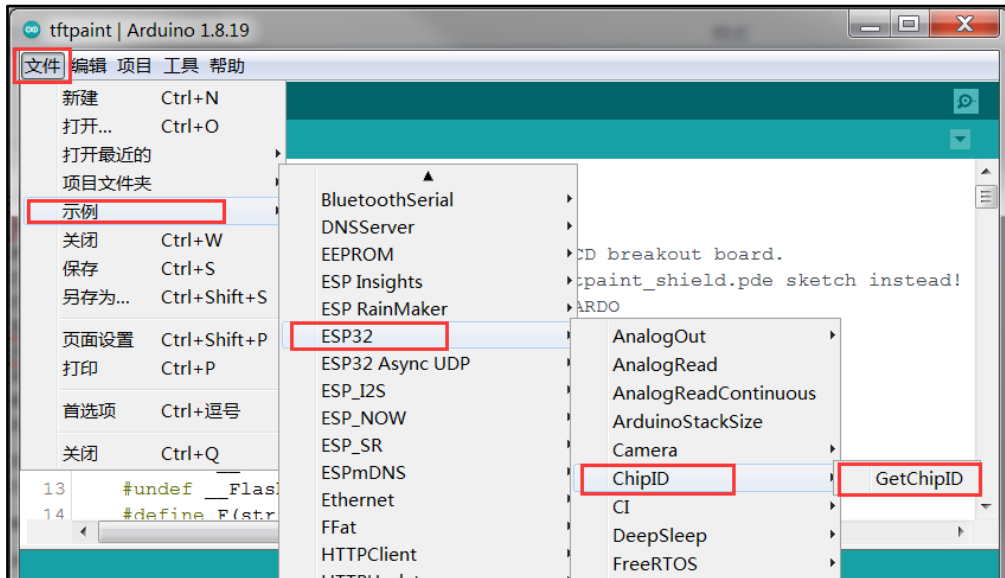 tftpaint | Arduino 1.8.19
文件 编辑 项目 工具 帮助
新建 Ctrl+N
打开... Ctrl+O
打开最近的
项目文件夹
示例
关闭 Ctrl+W
保存 Ctrl+S
另存为... Ctrl+Shift+S
页面设置 Ctrl+Shift+P
打印 Ctrl+P
首选项 Ctrl+逗号
关闭 Ctrl+Q
BluetoothSerial
DNSServer
EEPROM
ESP Insights
ESP RainMaker
ESP32
ESP32 Async UDP
ESP_I2S
ESP_NOW
ESP_SR
ESPmDNS
Ethernet
FFat
HTTPClient
AnalogOut
AnalogRead
AnalogReadContinuous
ArduinoStackSize
Camera
ChipID
CI
DeepSleep
FreeRTOS
GetChipID
CD breakout board.
tpaint_shield.pde sketch instead!
ARDO
13 #undef __Flas
14 #define F(str